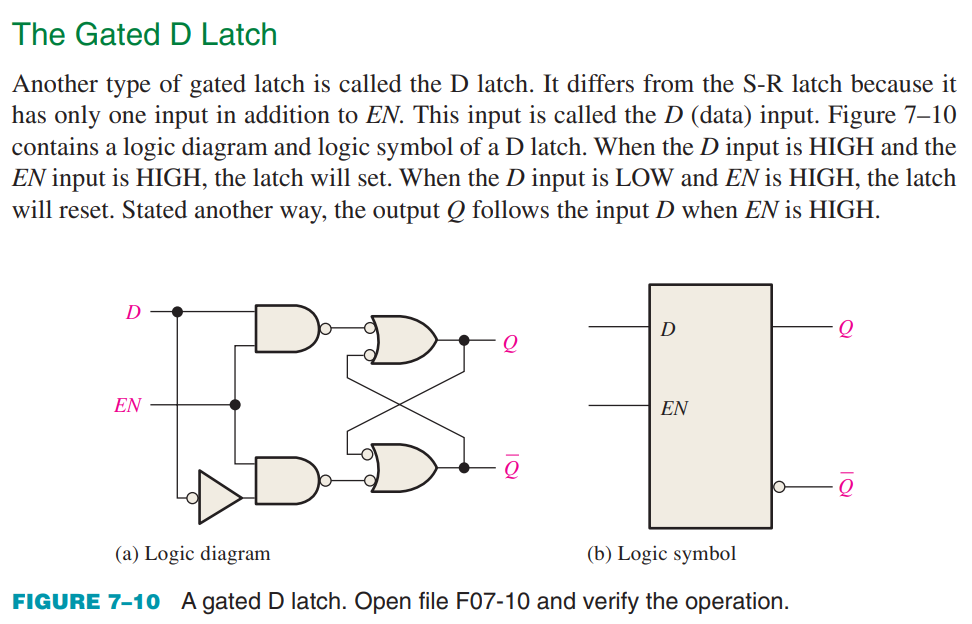 The Gated D Latch
Another type of gated latch is called the D latch. It differs from the S-R latch because it
has only one input in addition to EN. This input is called the D (data) input. Figure 7–10
contains a logic diagram and logic symbol of a D latch. When the D input is HIGH and the
EN input is HIGH, the latch will set. When the D input is LOW and EN is HIGH, the latch
will reset. Stated another way, the output Q follows the input D when EN is HIGH.
D
Q
EN
Q̅
(a) Logic diagram
D
Q
EN
Q̅
(b) Logic symbol
FIGURE 7–10 A gated D latch. Open file F07-10 and verify the operation.